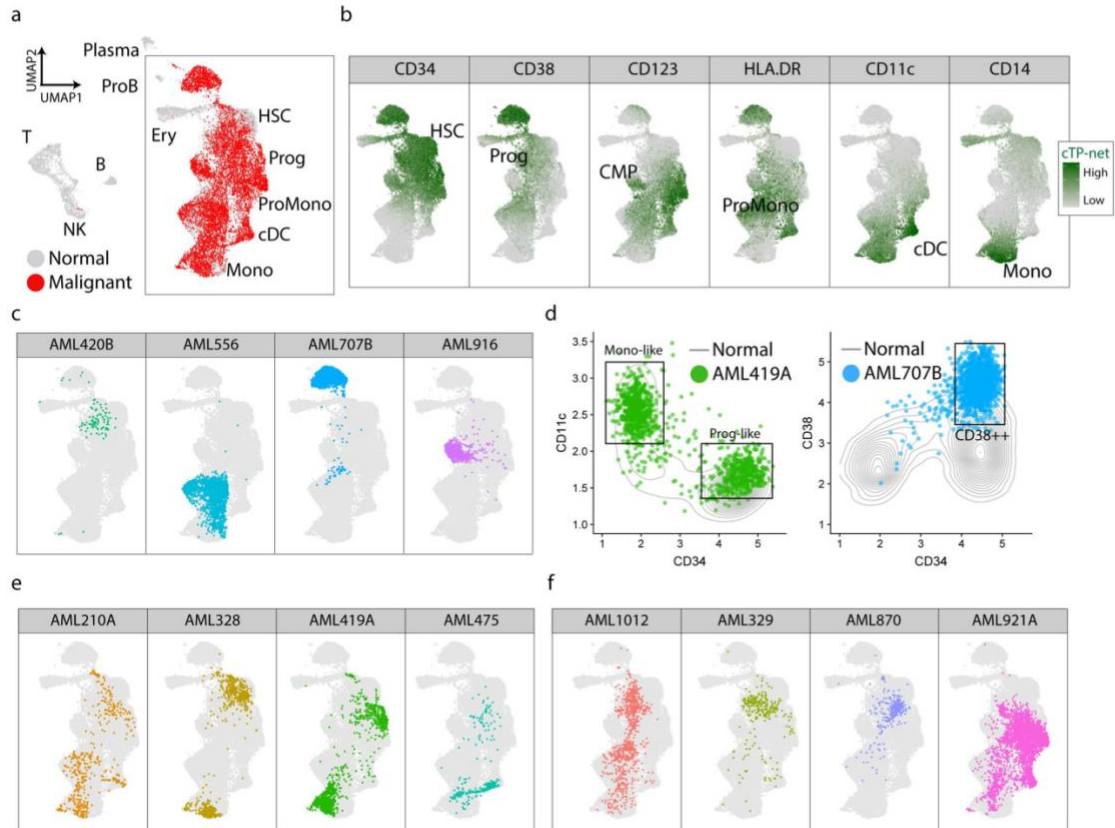 a
Plasma
UMAP2
UMAP1
ProB
Ery
HSC
T
B
Prog
ProMono
NK
cDC
Mono
Normal
Malignant
b
CD34 CD38 CD123 HLA.DR CD11c CD14
HSC
Prog
CMP
ProMono
cDC
Mono
cTP-net
High
Low
c
AML420B AML556 AML707B AML916
d
3.5
3.0
2.5
2.0
1.5
1.0
CD11c
Mono-like
Normal
AML419A
Prog-like
1 2 3 4 5
CD34
5
4
3
2
1
CD38
Normal
AML707B
CD38++
1 2 3 4 5
CD34
e
AML210A AML328 AML419A AML475
f
AML1012 AML329 AML870 AML921A